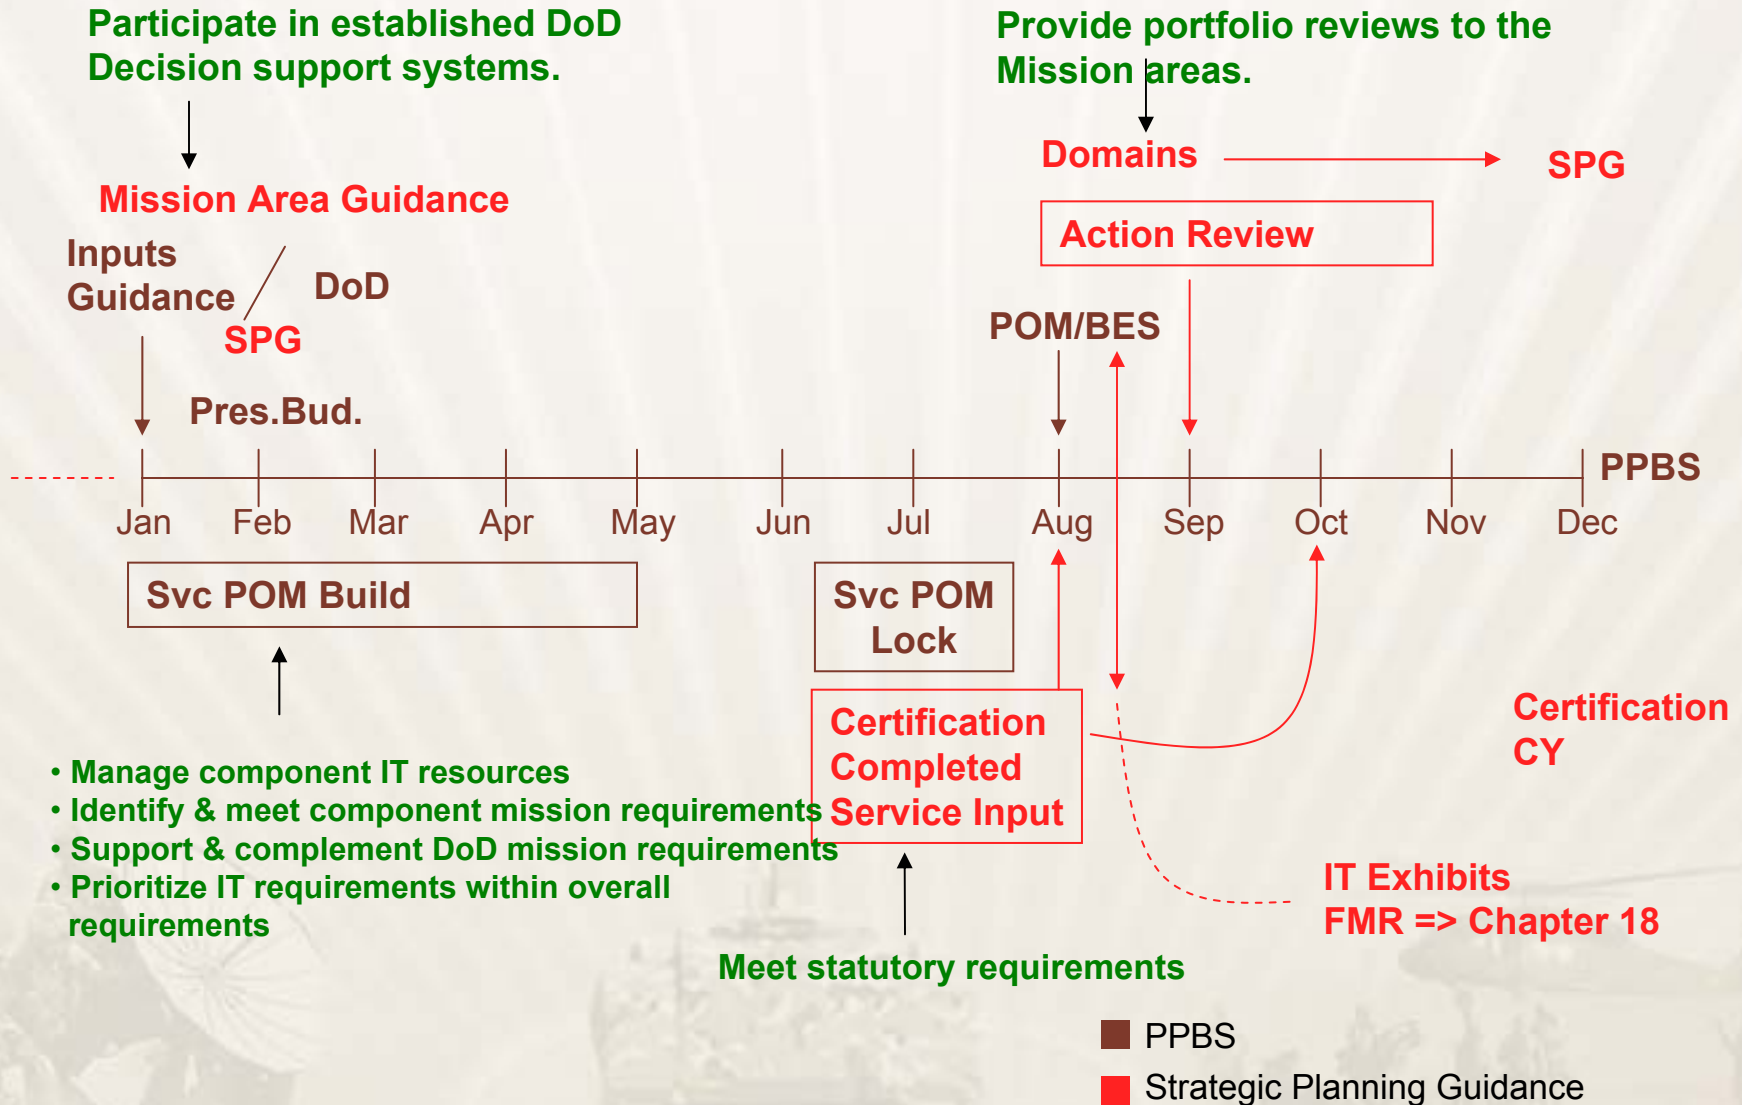 Participate in established DoD
Decision support systems.
Provide portfolio reviews to the
Mission areas.
Mission Area Guidance
Inputs
Guidance
DoD
SPG
Pres.Bud.
Domains
SPG
Action Review
POM/BES
PPBS
Jan
Feb
Mar
Apr
May
Jun
Jul
Aug
Sep
Oct
Nov
Dec
Svc POM Build
Svc POM
Lock
Certification
Completed
Service Input
Certification
CY
• Manage component IT resources
• Identify & meet component mission requirements
• Support & complement DoD mission requirements
• Prioritize IT requirements within overall
requirements
IT Exhibits
FMR => Chapter 18
Meet statutory requirements
PPBS
Strategic Planning Guidance